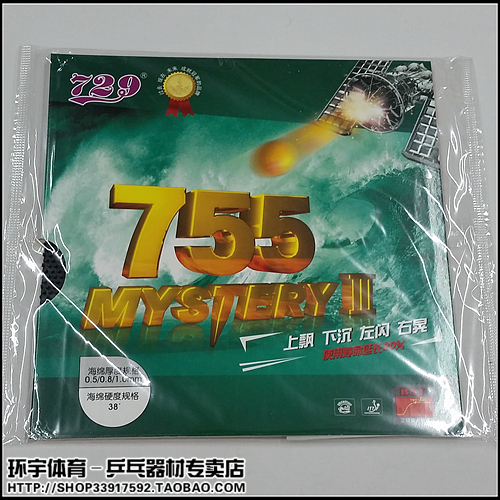 729®
755
MYSTERY III
上飘 下沉 左闪 右晃
海绵厚度规格
0.5/0.8/1.0mm
海绵硬度规格
38°
环宇体育－乒乓器材专卖店
HTTP://SHOP33917592.TAOBAO.COM